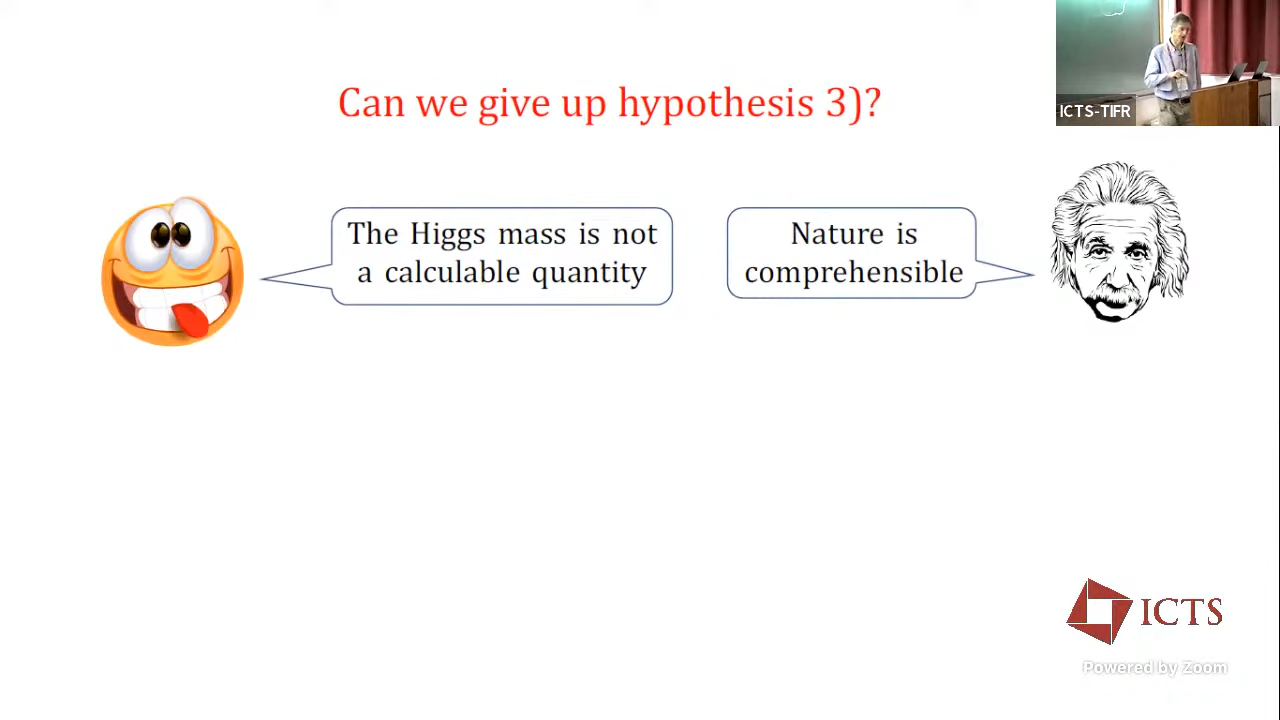 ICTS-TIFR
Can we give up hypothesis 3)?
The Higgs mass is not
a calculable quantity
Nature is
comprehensible
ICTS
Powered by Zoom